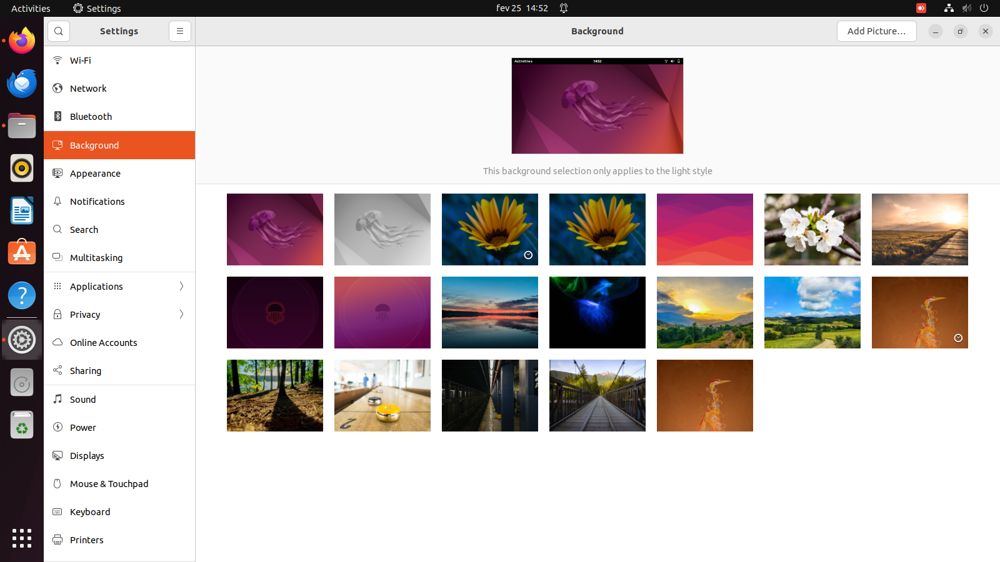 Activities Settings fev 25 14:52
Settings Background Add Picture...
Wi-Fi
Network
Bluetooth
Background
Appearance
Notifications
Search
Multitasking
Applications
Privacy
Online Accounts
Sharing
Sound
Power
Displays
Mouse & Touchpad
Keyboard
Printers
Activities 14:52
This background selection only applies to the light style